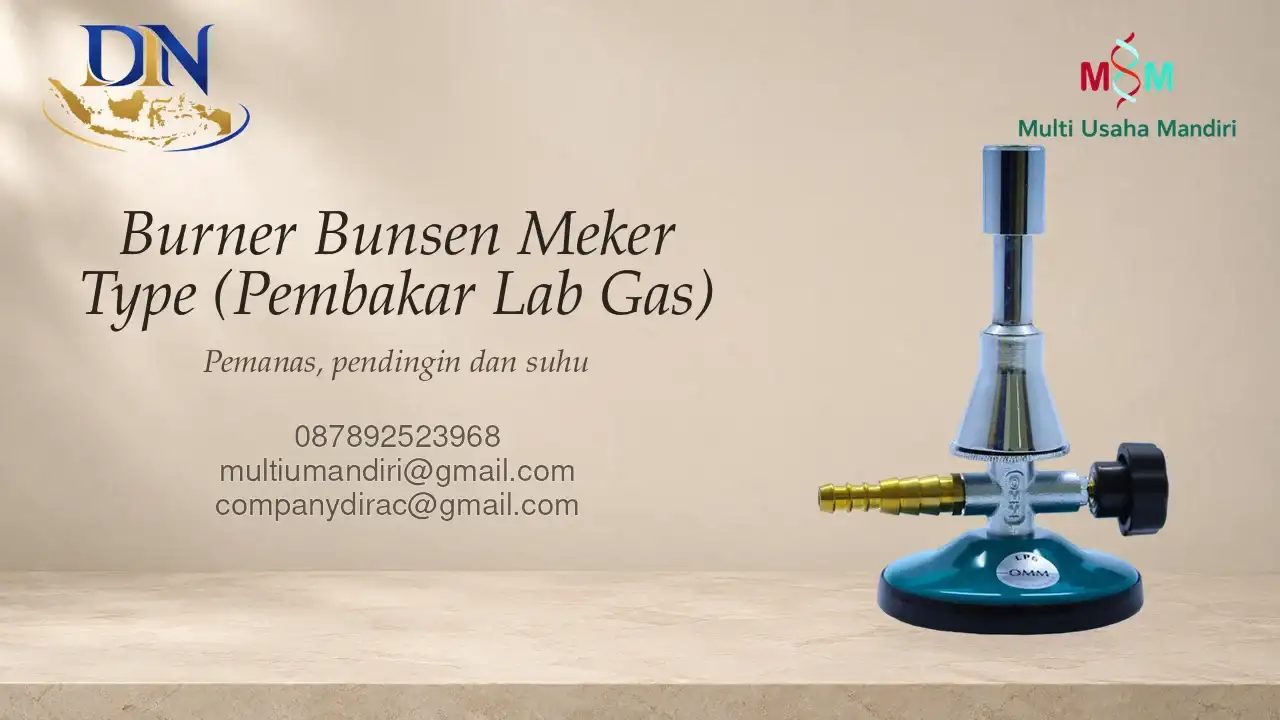 DN
MSM
Multi Usaha Mandiri
Burner Bunsen Meker
Type (Pembakar Lab Gas)
Pemanas, pendingin dan suhu
087892523968
multiumandiri@gmail.com
companydirac@gmail.com
LPG
OMM